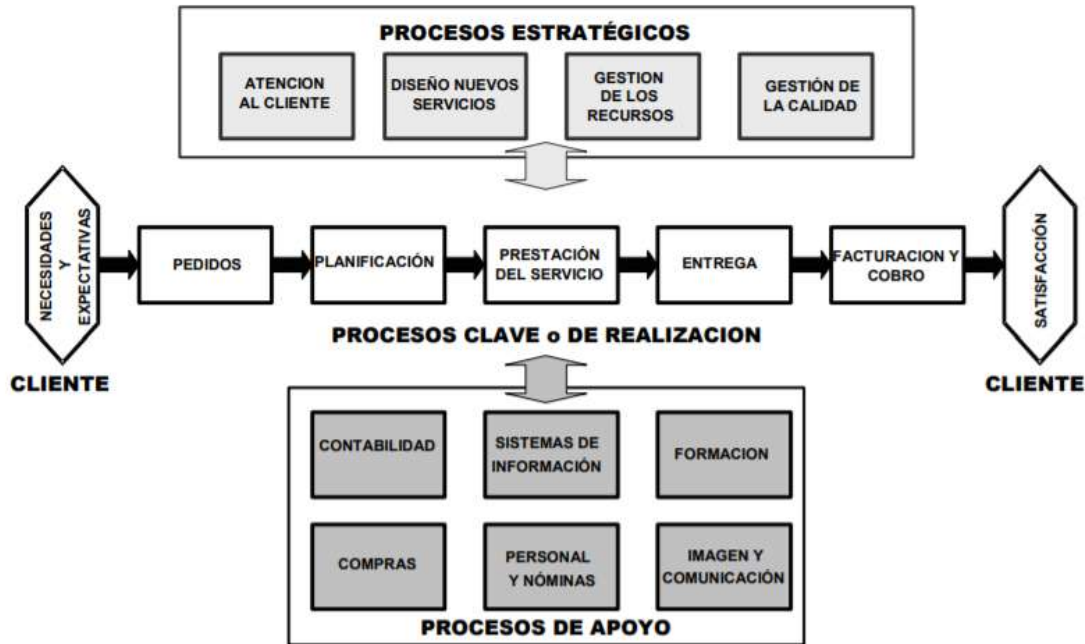 PROCESOS ESTRATÉGICOS
ATENCION
AL CLIENTE
DISEÑO NUEVOS
SERVICIOS
GESTION
DE LOS
RECURSOS
GESTIÓN DE
LA CALIDAD
NECESIDADES
Y
EXPECTATIVAS
CLIENTE
PEDIDOS
PLANIFICACIÓN
PRESTACIÓN
DEL SERVICIO
ENTREGA
FACTURACION Y
COBRO
SATISFACCIÓN
CLIENTE
PROCESOS CLAVE o DE REALIZACION
CONTABILIDAD
SISTEMAS DE
INFORMACIÓN
FORMACION
COMPRAS
PERSONAL
Y NÓMINAS
IMAGEN Y
COMUNICACIÓN
PROCESOS DE APOYO